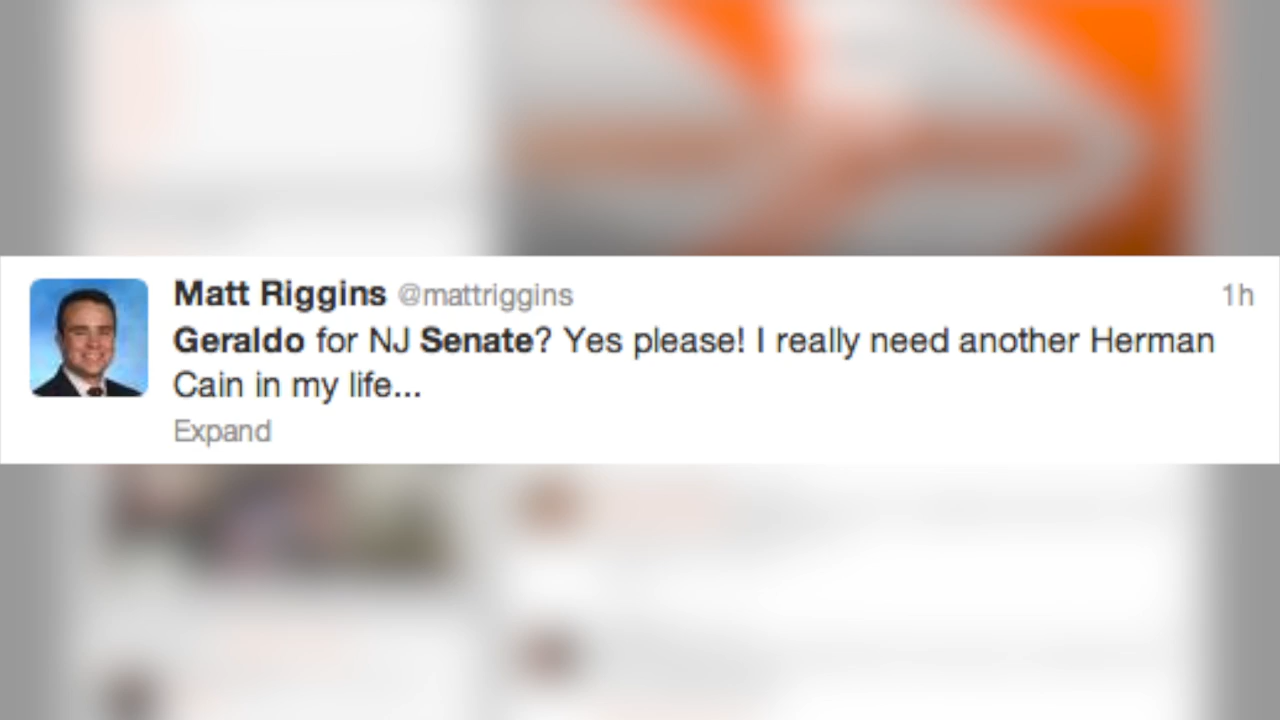 Matt Riggins @mattriggins 1h
Geraldo for NJ Senate? Yes please! I really need another Herman
Cain in my life...
Expand